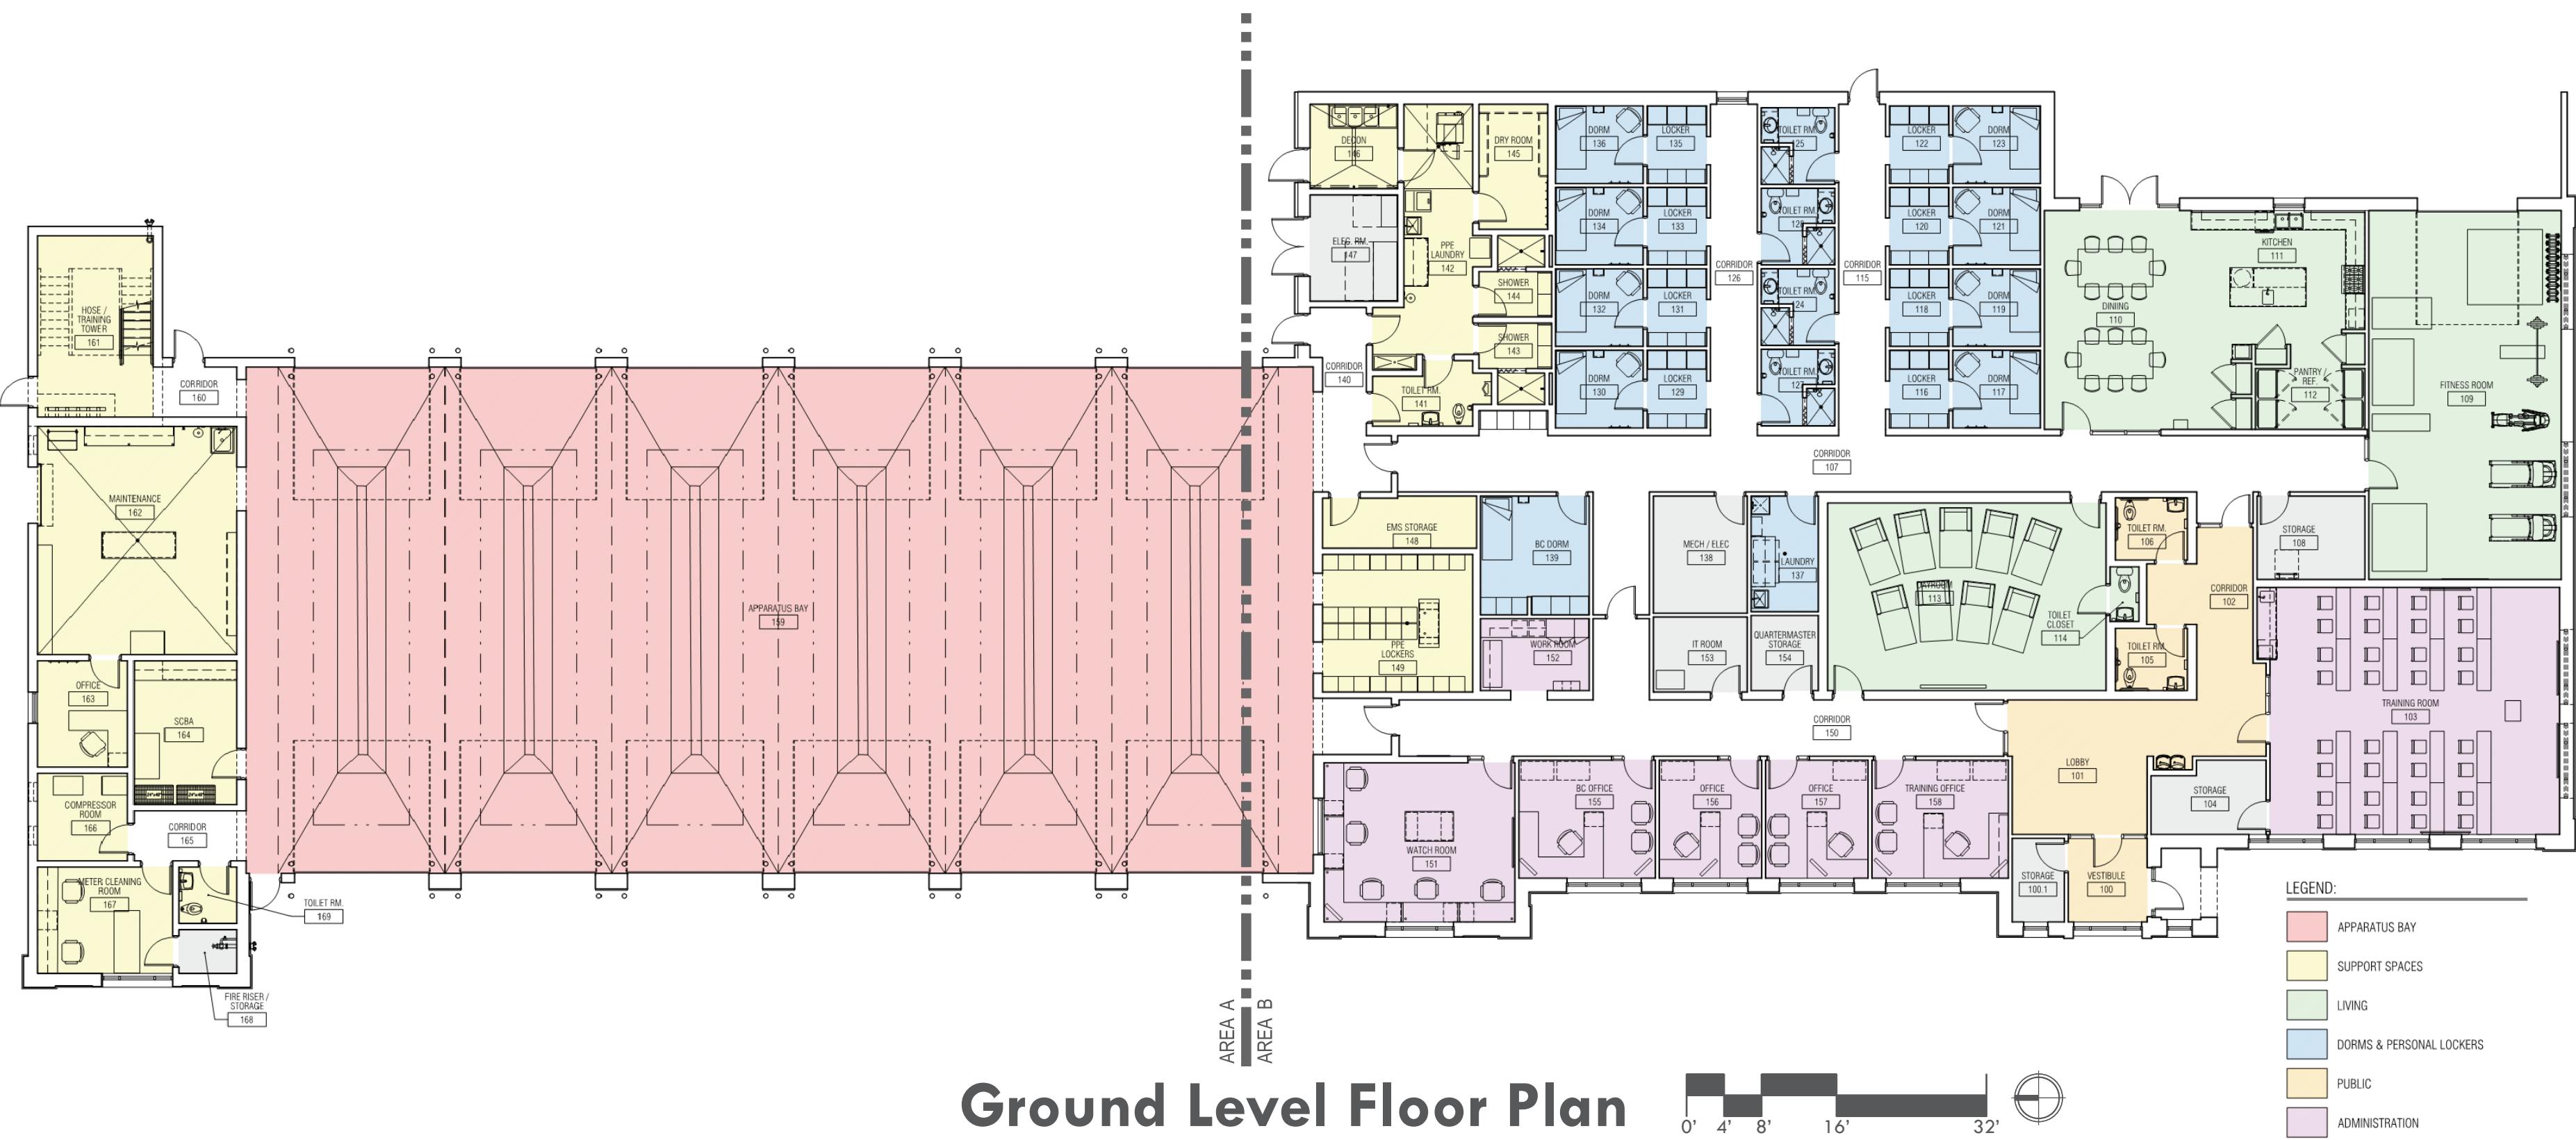 DECON
146
DRY ROOM
145
DORM
136
LOCKER
135
TOILET RM.
125
LOCKER
122
DORM
123
ELEC. RM.
147
PPE
LAUNDRY
142
DORM
134
LOCKER
133
TOILET RM.
128
LOCKER
120
DORM
121
KITCHEN
111
CORRIDOR
126
CORRIDOR
115
SHOWER
144
DORM
132
LOCKER
131
TOILET RM.
124
LOCKER
118
DORM
119
DINING
110
HOSE /
TRAINING
TOWER
161
SHOWER
143
CORRIDOR
140
CORRIDOR
160
TOILET RM.
141
DORM
130
LOCKER
129
TOILET RM.
127
LOCKER
116
DORM
117
PANTRY /
REF.
112
FITNESS ROOM
109
CORRIDOR
107
MAINTENANCE
162
EMS STORAGE
148
BC DORM
139
MECH / ELEC
138
LAUNDRY
137
TOILET RM.
106
STORAGE
108
DAYROOM
113
TOILET
CLOSET
114
CORRIDOR
102
APPARATUS BAY
159
PPE
LOCKERS
149
WORK ROOM
152
IT ROOM
153
QUARTERMASTER
STORAGE
154
TOILET RM.
105
OFFICE
163
SCBA
164
TRAINING ROOM
103
CORRIDOR
150
LOBBY
101
COMPRESSOR
ROOM
166
CORRIDOR
165
WATCH ROOM
151
BC OFFICE
155
OFFICE
156
OFFICE
157
TRAINING OFFICE
158
STORAGE
104
METER CLEANING
ROOM
167
TOILET RM.
169
STORAGE
100.1
VESTIBULE
100
FIRE RISER /
STORAGE
168
LEGEND:
APPARATUS BAY
SUPPORT SPACES
LIVING
DORMS & PERSONAL LOCKERS
PUBLIC
ADMINISTRATION
AREA A
AREA B
Ground Level Floor Plan
0' 4' 8' 16' 32'